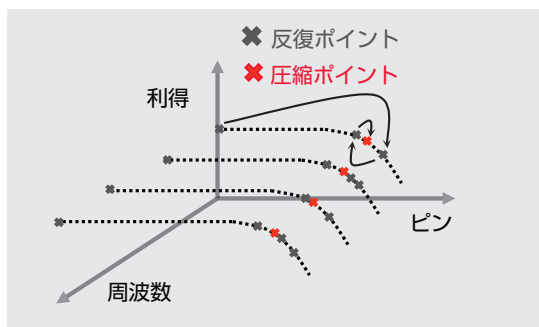 反復ポイント
圧縮ポイント
利得
ピン
周波数